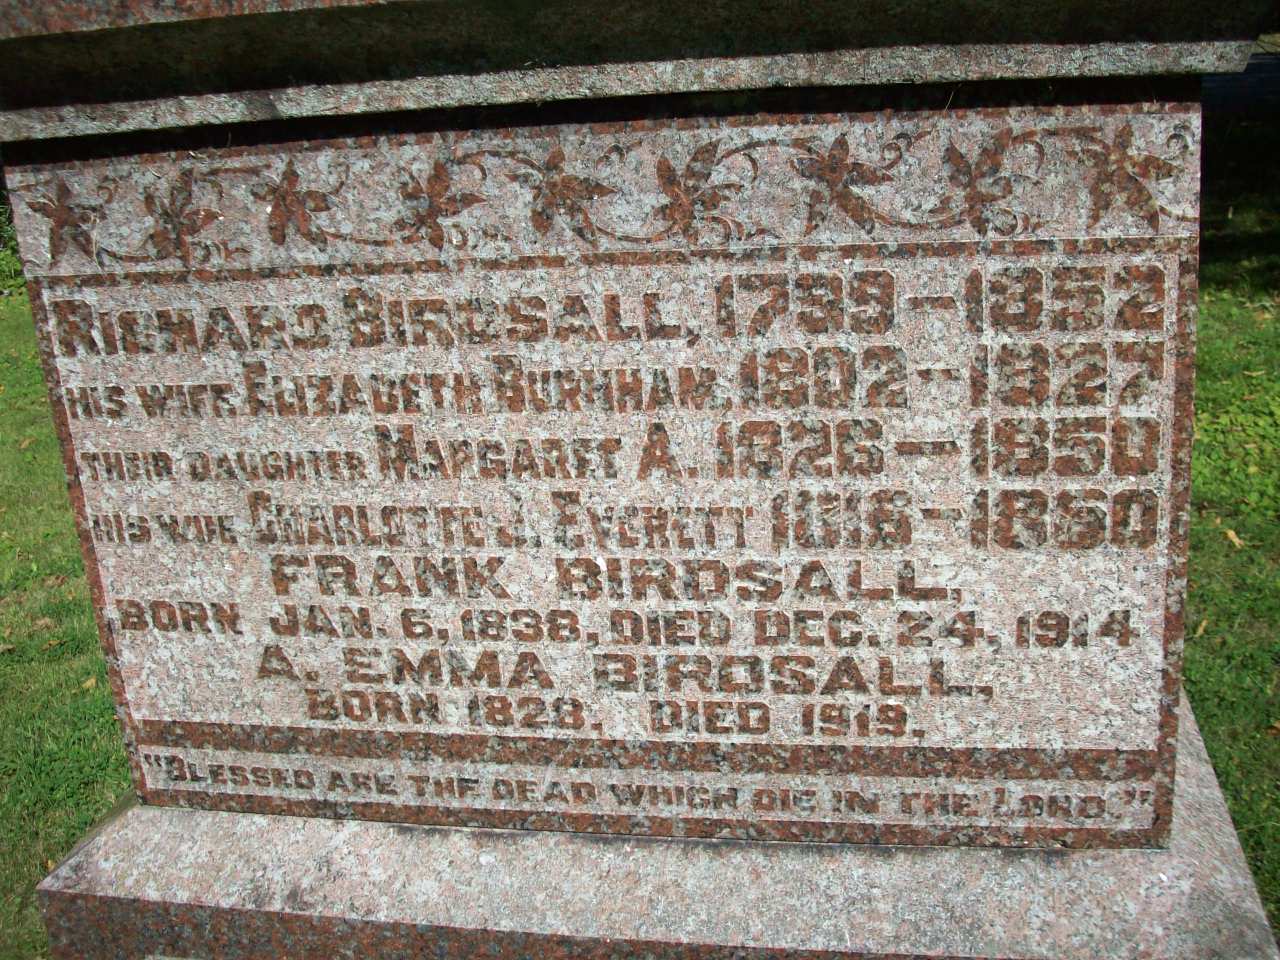 RICHARD BIRDSALL, 1799 - 1852
HIS WIFE, ELIZABETH BURNHAM, 1802 - 1827
THEIR DAUGHTER, MARGARET A. 1826 - 1850
HIS WIFE CHARLOTTE J. EVERETT 1818 - 1850
FRANK BIRDSALL,
BORN JAN. 6, 1838. DIED DEC. 24. 1914
A. EMMA BIRDSALL,
BORN 1828. DIED 1919.
"BLESSED ARE THE DEAD WHICH DIE IN THE LORD."